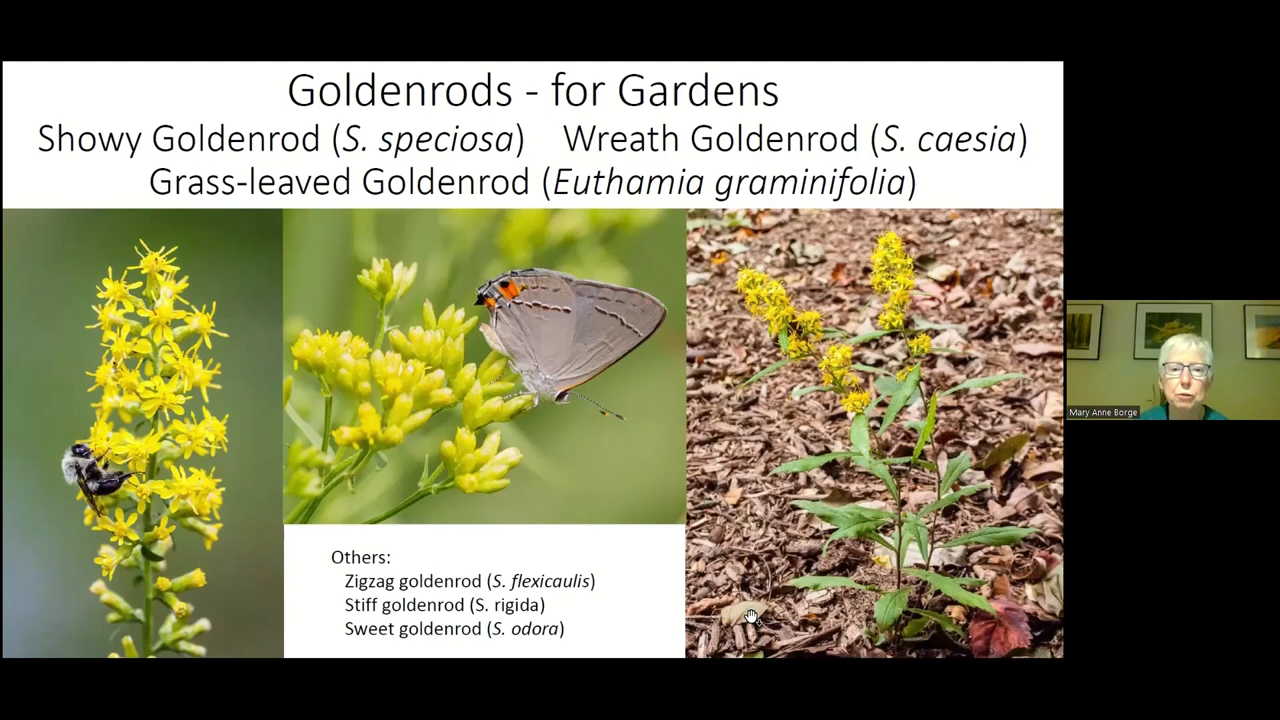 Goldenrods - for Gardens
Showy Goldenrod (S. speciosa) Wreath Goldenrod (S. caesia)
Grass-leaved Goldenrod (Euthamia graminifolia)
Others:
Zigzag goldenrod (S. flexicaulis)
Stiff goldenrod (S. rigida)
Sweet goldenrod (S. odora)
Mary Anne Borge